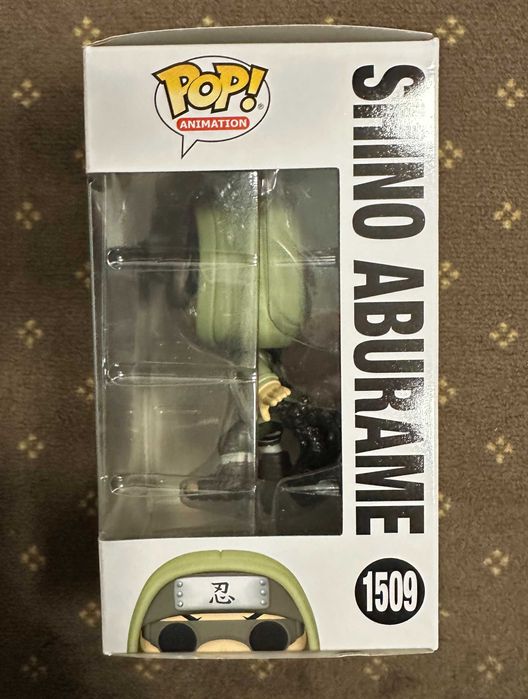 POP!
®
ANIMATION
SHINO ABURAME
1509
忍